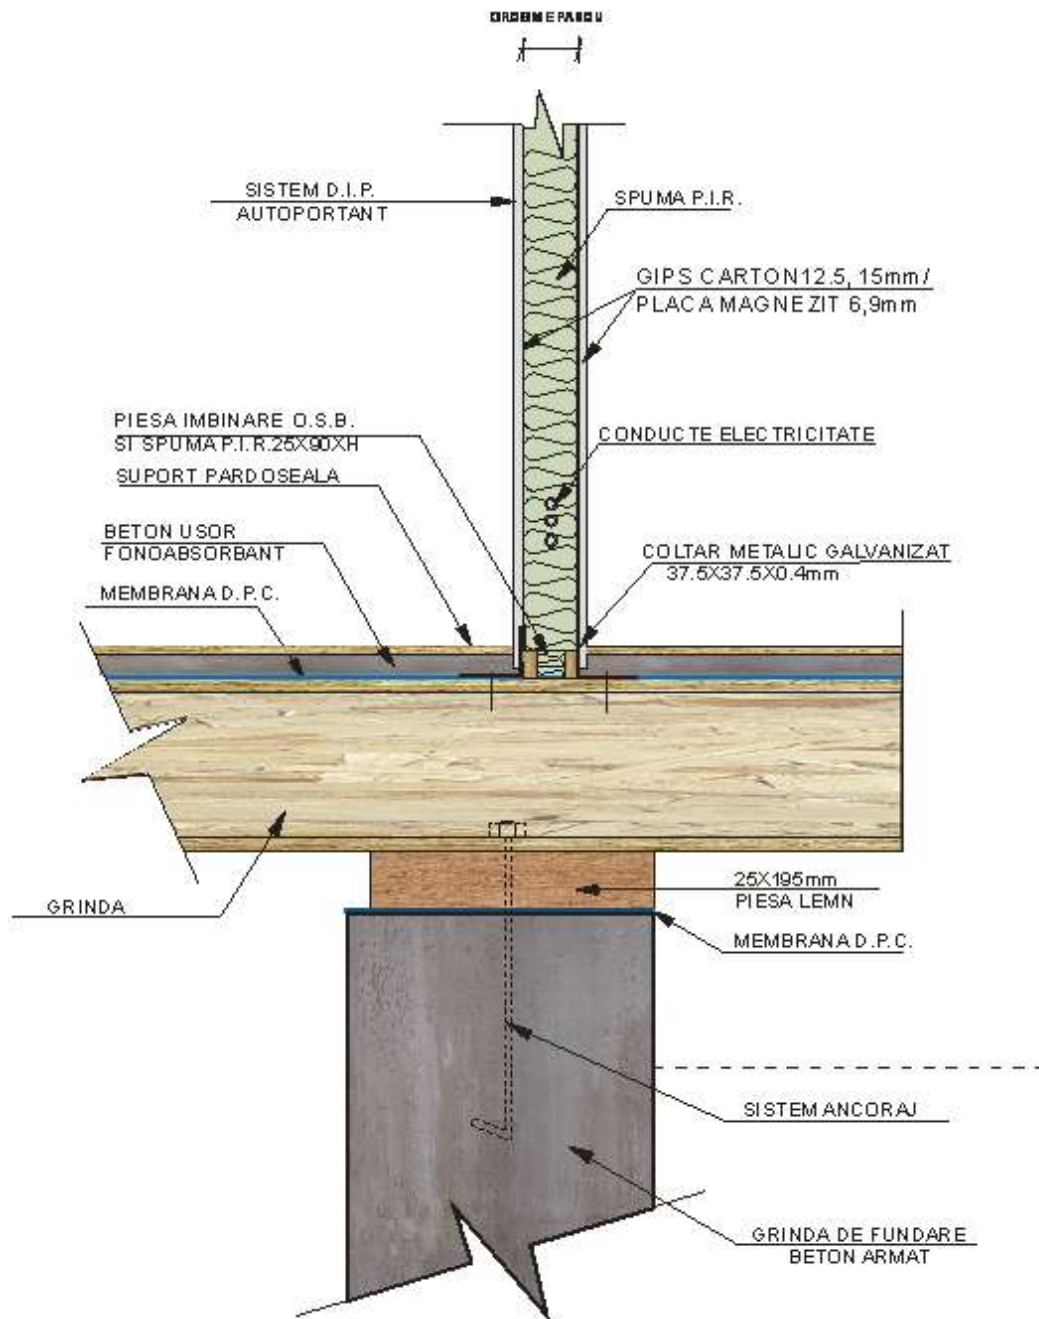 SISTEM D.I.P.
AUTOPORTANT
SPUMA P.I.R.
GIPS CARTON 12.5, 15mm/
PLACA MAGNEZIT 6,9mm
PIESA IMBINARE O.S.B.
SI SPUMA P.I.R.25X90XH
CONDUCTE ELECTRICITATE
SUPORT PARDOSEALA
BETON USOR
FONOABSORBANT
COLTAR METALIC GALVANIZAT
37.5X37.5X0.4mm
MEMBRANA D.P.C.
25X195mm
PIESA LEMN
GRINDA
MEMBRANA D.P.C.
SISTEM ANCORAJ
GRINDA DE FUNDARE
BETON ARMAT